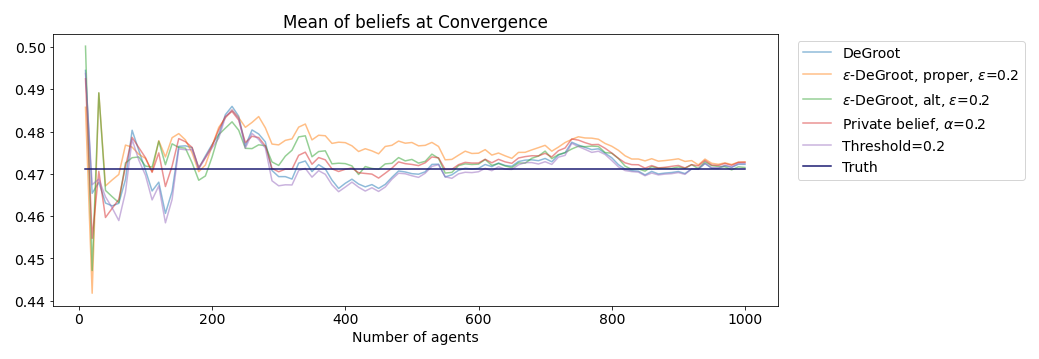 Mean of beliefs at Convergence
0.50
0.49
0.48
0.47
0.46
0.45
0.44
0
200
400
600
800
1000
Number of agents
DeGroot
ε-DeGroot, proper, ε=0.2
ε-DeGroot, alt, ε=0.2
Private belief, α=0.2
Threshold=0.2
Truth